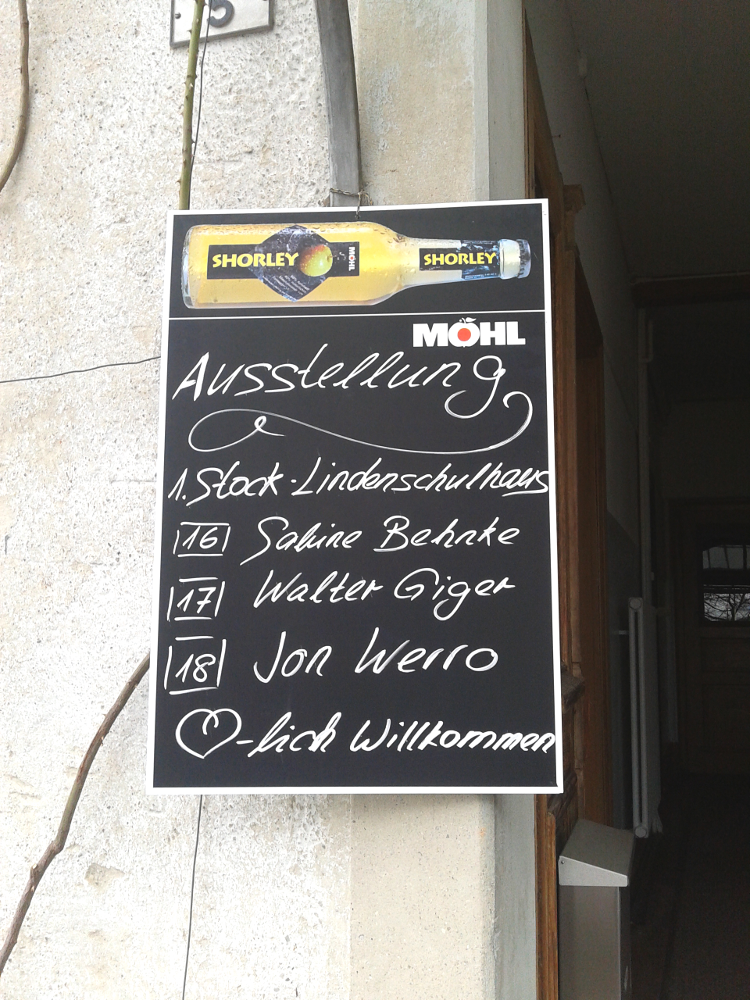 5
SHORLEY MÖHL SHORLEY
MÖHL
Ausstellung
1. Stock - Lindenschulhaus
16 Sabine Behnke
17 Walter Giger
18 Jon Werro
♡-lich Willkommen